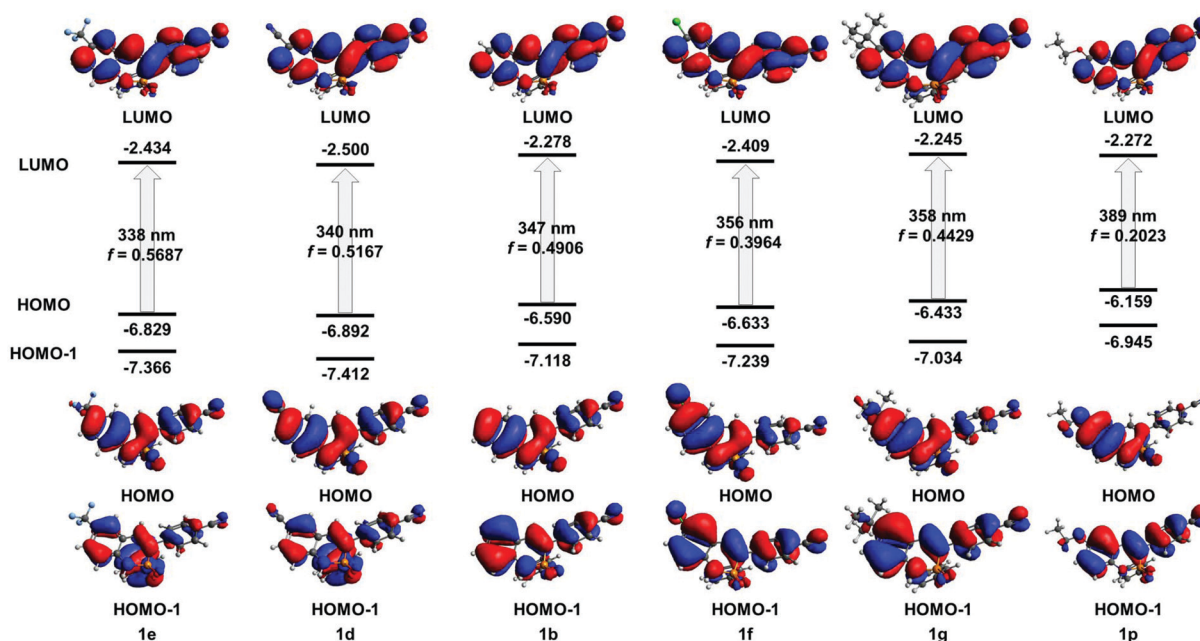 LUMO LUMO LUMO LUMO LUMO LUMO
LUMO -2.434 -2.500 -2.278 -2.409 -2.245 -2.272
338 nm 340 nm 347 nm 356 nm 358 nm 389 nm
f = 0.5687 f = 0.5167 f = 0.4906 f = 0.3964 f = 0.4429 f = 0.2023
HOMO -6.829 -6.892 -6.590 -6.633 -6.433 -6.159
HOMO-1 -7.366 -7.412 -7.118 -7.239 -7.034 -6.945
HOMO HOMO HOMO HOMO HOMO HOMO
HOMO-1 HOMO-1 HOMO-1 HOMO-1 HOMO-1 HOMO-1
1e 1d 1b 1f 1g 1p